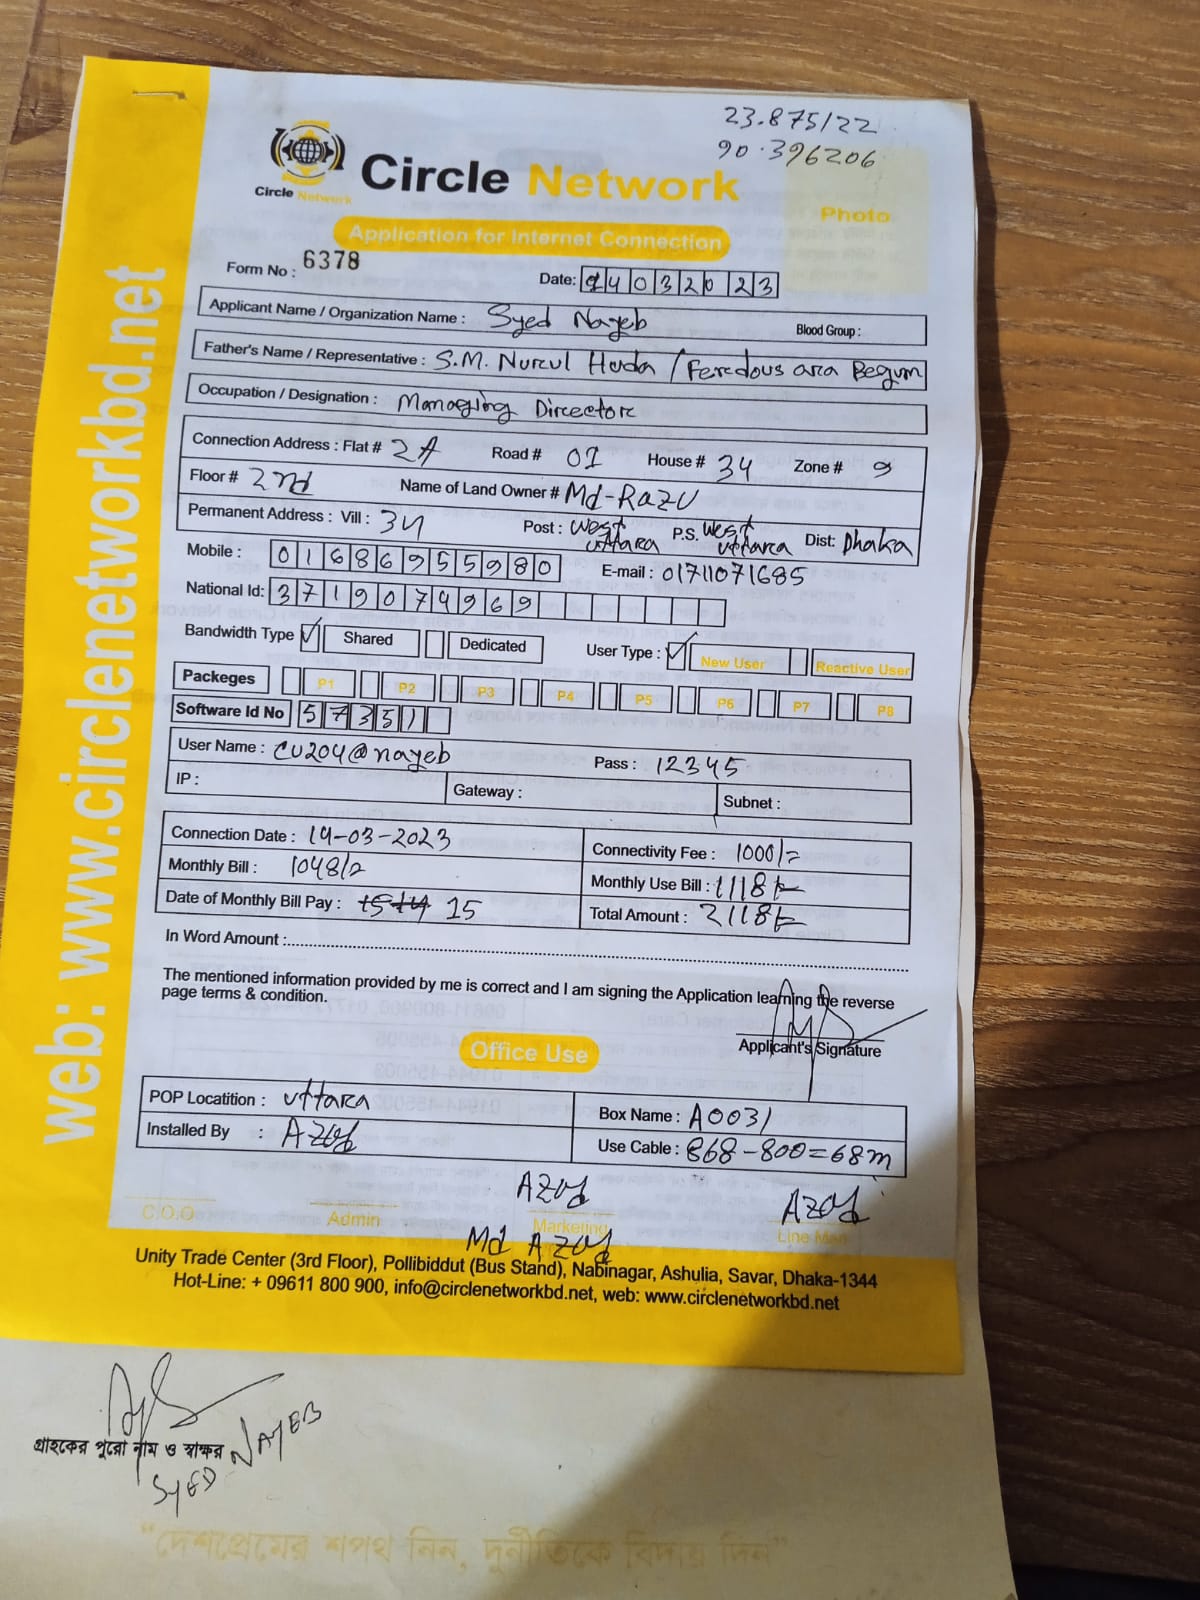 23.875122
90.396206
Circle Network
Circle Network
Photo
Application for Internet Connection
Form No : 6378
Date: 14032023
Applicant Name / Organization Name : Syed Nayeb Blood Group :
Father's Name / Representative : S.M. Nurul Huda / Feredous ara Begum
Occupation / Designation : Managing Director
Connection Address : Flat # 2A Road # 01 House # 34 Zone # 9
Floor # 2nd Name of Land Owner # Md-Razu
Permanent Address : Vill : 34 Post : West Uttara P.S. West Uttara Dist: Dhaka
Mobile : 01686955980 E-mail : 01711071685
National Id: 3719074969
Bandwidth Type ✓ Shared Dedicated User Type : ✓ New User Reactive User
Packeges P1 P2 P3 P4 P5 P6 P7 P8
Software Id No 57351
User Name : CU204@nayeb Pass : 12345
IP : Gateway : Subnet :
Connection Date : 14-03-2023 Connectivity Fee : 1000/=
Monthly Bill : 1048/2 Monthly Use Bill : 1118
Date of Monthly Bill Pay : 15 Total Amount : 2118
In Word Amount :
The mentioned information provided by me is correct and I am signing the Application learning the reverse
page terms & condition.
Applicant's Signature
Office Use
POP Locatition : Uttara Box Name : A0031
Installed By : Use Cable : 868-800=68m
C.O.O Admin Marketing Line Man
Md
Unity Trade Center (3rd Floor), Pollibiddut (Bus Stand), Nabinagar, Ashulia, Savar, Dhaka-1344
Hot-Line: + 09611 800 900, info@circlenetworkbd.net, web: www.circlenetworkbd.net
web: www.circlenetworkbd.net
গ্রাহকের পুরো নাম ও স্বাক্ষর
SYED NAYEB
"দেশপ্রেমের শপথ নিন, দুর্নীতিকে বিদায় দিন"